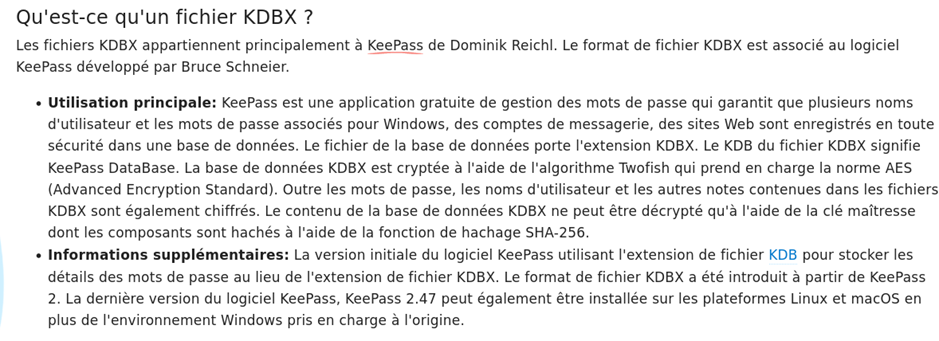 Qu'est-ce qu'un fichier KDBX ?
Les fichiers KDBX appartiennent principalement à KeePass de Dominik Reichl. Le format de fichier KDBX est associé au logiciel
KeePass développé par Bruce Schneier.
• Utilisation principale: KeePass est une application gratuite de gestion des mots de passe qui garantit que plusieurs noms
d'utilisateur et les mots de passe associés pour Windows, des comptes de messagerie, des sites Web sont enregistrés en toute
sécurité dans une base de données. Le fichier de la base de données porte l'extension KDBX. Le KDB du fichier KDBX signifie
KeePass DataBase. La base de données KDBX est cryptée à l'aide de l'algorithme Twofish qui prend en charge la norme AES
(Advanced Encryption Standard). Outre les mots de passe, les noms d'utilisateur et les autres notes contenues dans les fichiers
KDBX sont également chiffrés. Le contenu de la base de données KDBX ne peut être décrypté qu'à l'aide de la clé maîtresse
dont les composants sont hachés à l'aide de la fonction de hachage SHA-256.
• Informations supplémentaires: La version initiale du logiciel KeePass utilisant l'extension de fichier KDB pour stocker les
détails des mots de passe au lieu de l'extension de fichier KDBX. Le format de fichier KDBX a été introduit à partir de KeePass
2. La dernière version du logiciel KeePass, KeePass 2.47 peut également être installée sur les plateformes Linux et macOS en
plus de l'environnement Windows pris en charge à l'origine.